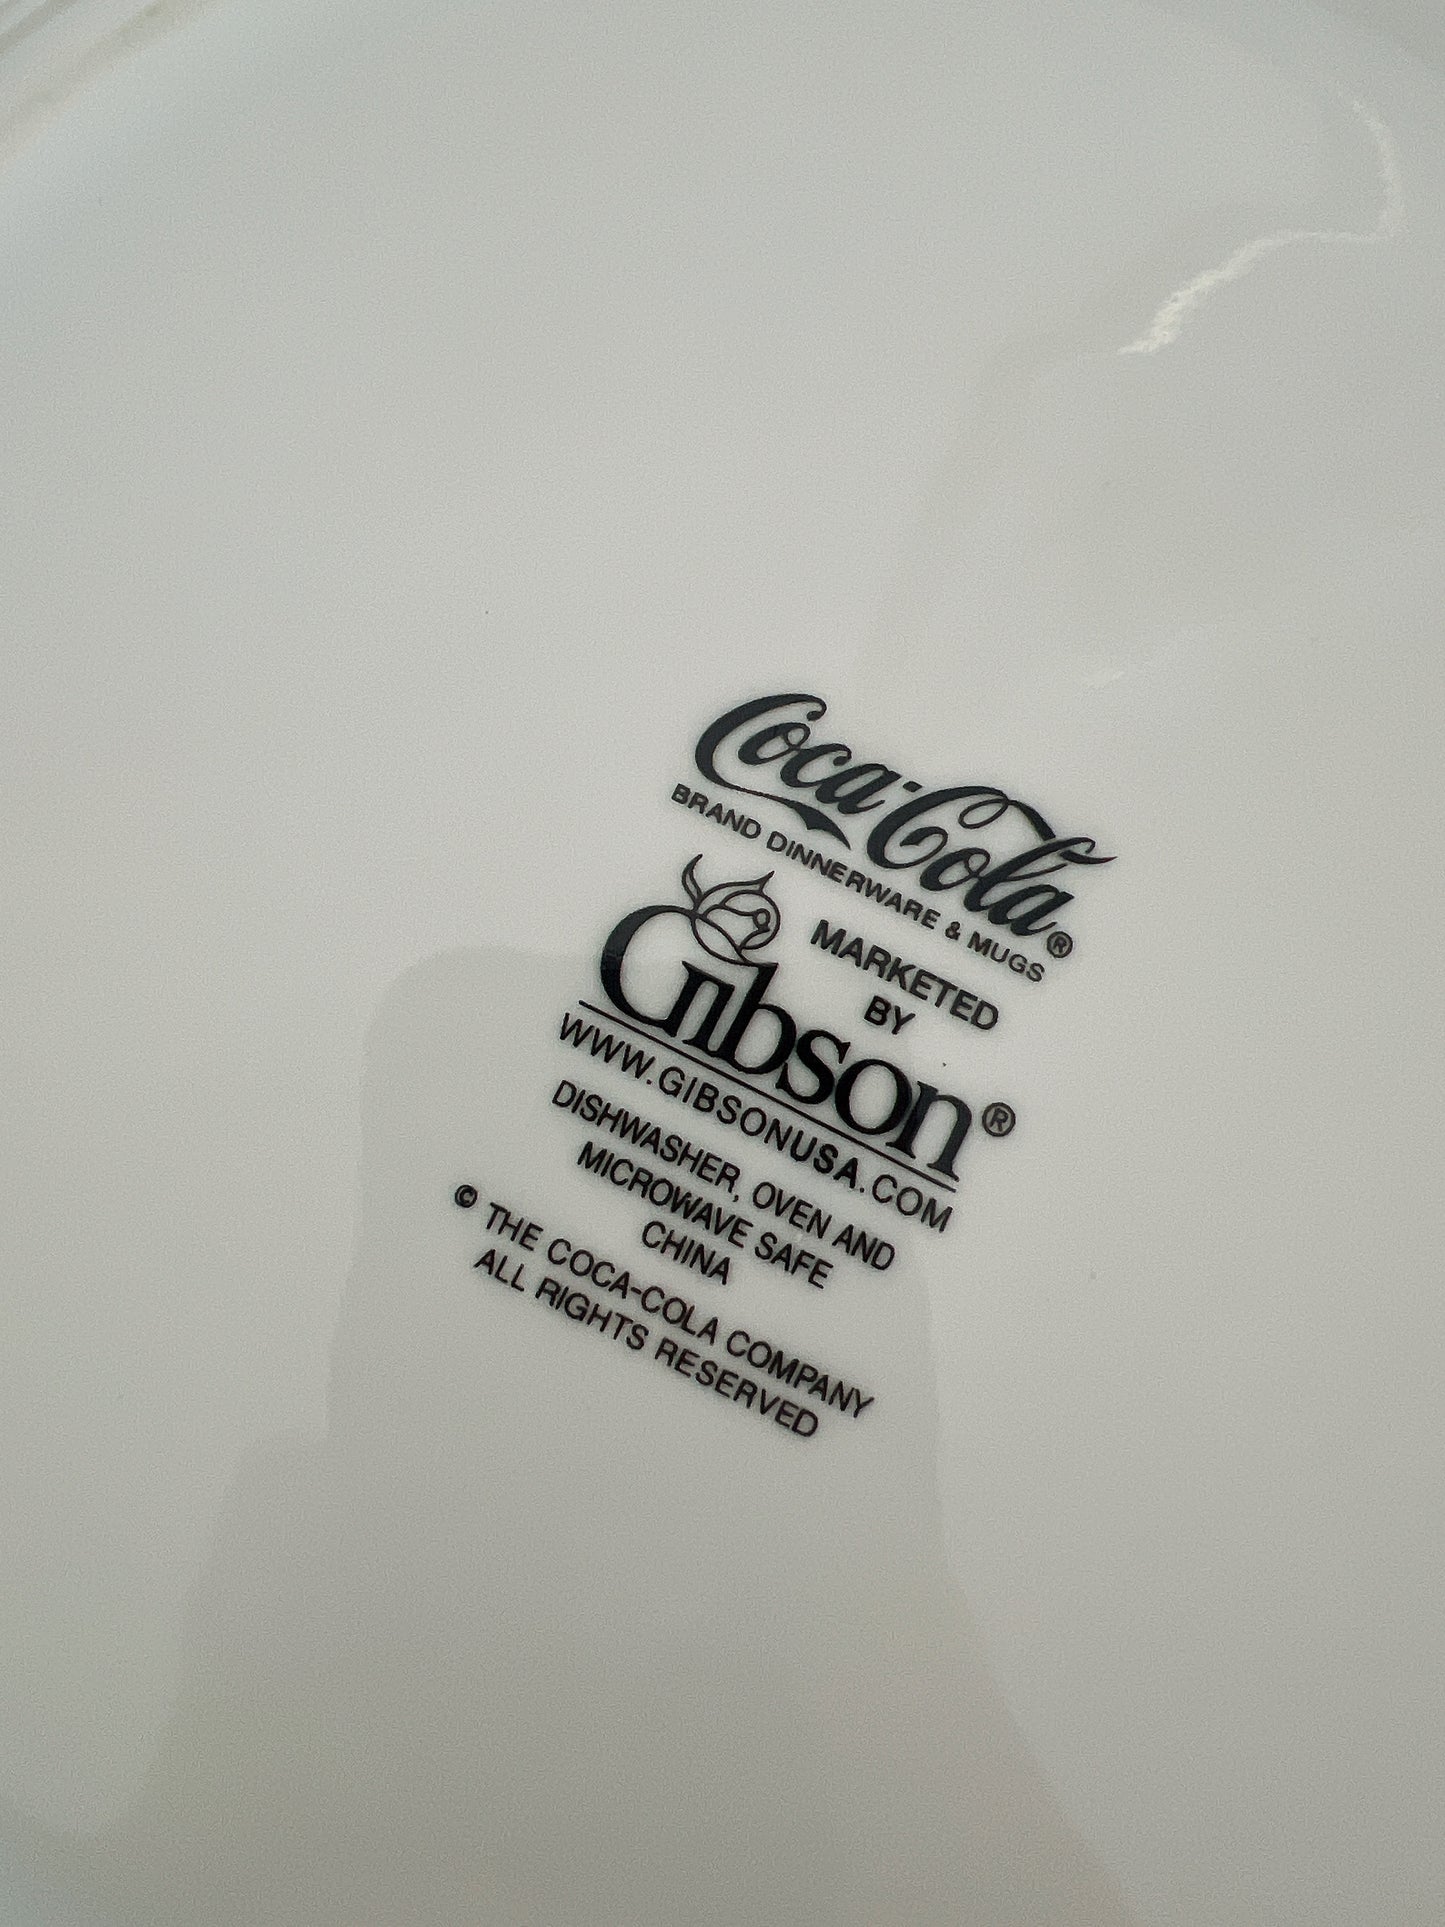 Coca-Cola®
BRAND DINNERWARE & MUGS
MARKETED
BY
Gibson®
WWW.GIBSONUSA.COM
DISHWASHER, OVEN AND
MICROWAVE SAFE
CHINA
© THE COCA-COLA COMPANY
ALL RIGHTS RESERVED